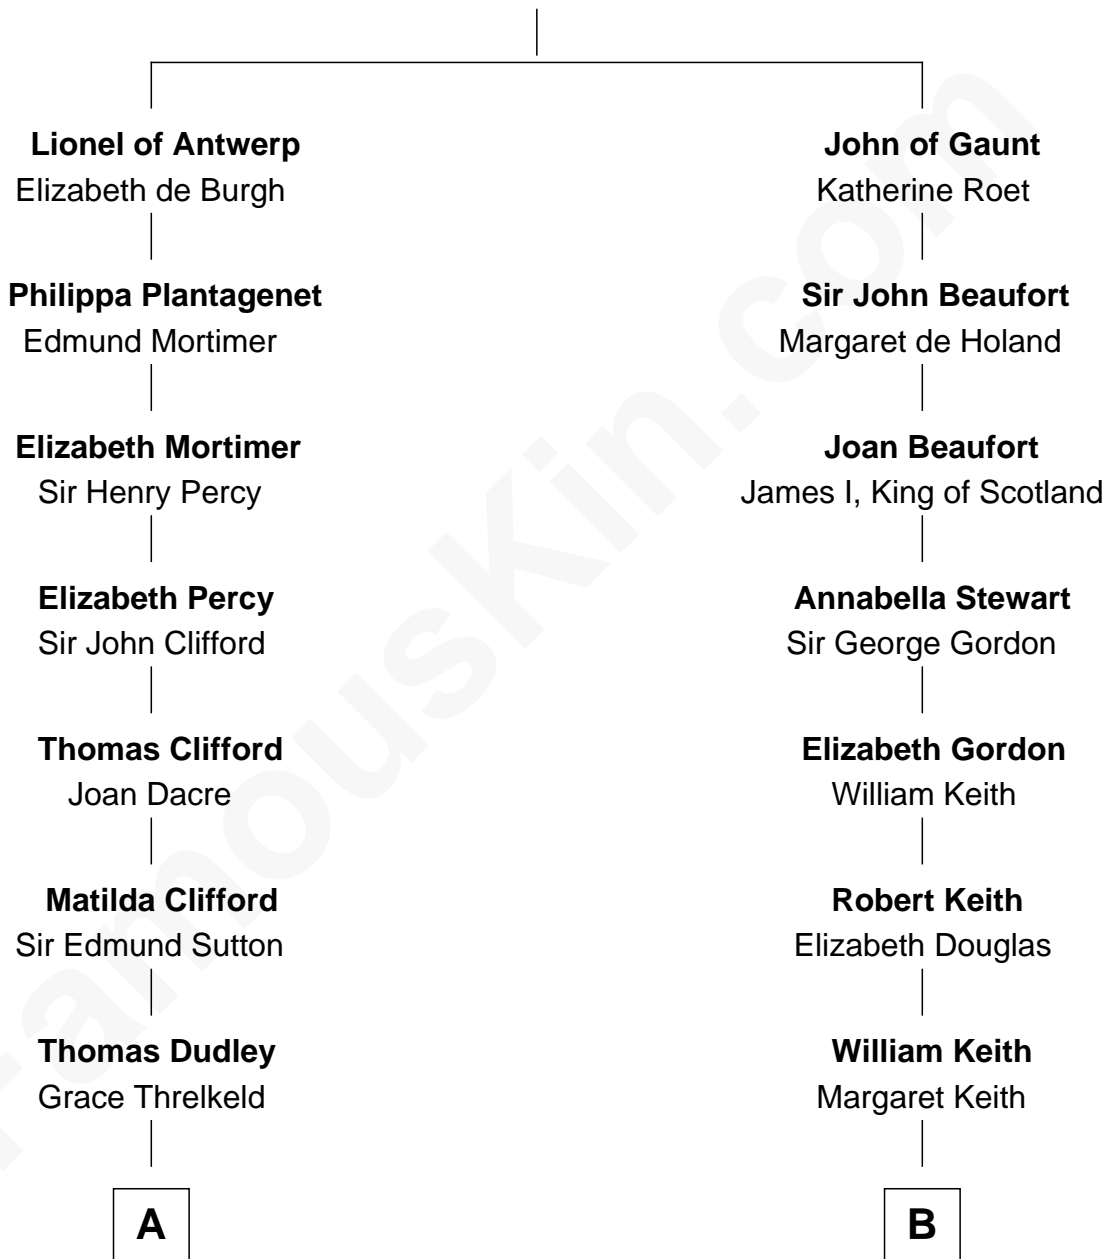 Lionel of Antwerp
Elizabeth de Burgh
Philippa Plantagenet
Edmund Mortimer
Elizabeth Mortimer
Sir Henry Percy
Elizabeth Percy
Sir John Clifford
Thomas Clifford
Joan Dacre
Matilda Clifford
Sir Edmund Sutton
Thomas Dudley
Grace Threlkeld
A
John of Gaunt
Katherine Roet
Sir John Beaufort
Margaret de Holand
Joan Beaufort
James I, King of Scotland
Annabella Stewart
Sir George Gordon
Elizabeth Gordon
William Keith
Robert Keith
Elizabeth Douglas
William Keith
Margaret Keith
B
FamousKin.com